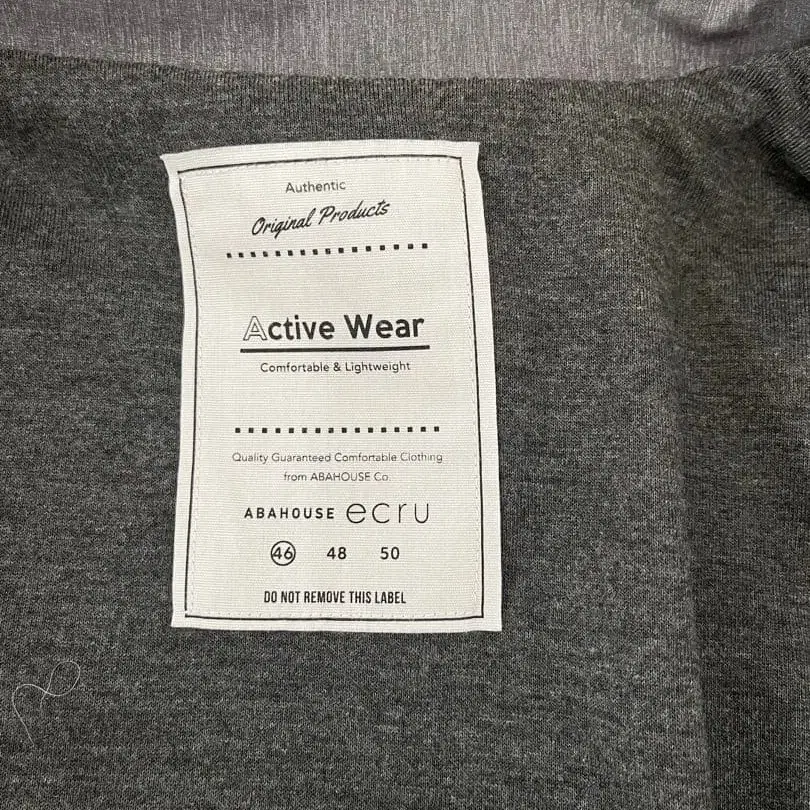 Authentic
Original Products
Active Wear
Comfortable & Lightweight
Quality Guaranteed Comfortable Clothing
from ABAHOUSE Co.
ABAHOUSE ecru
46 48 50
DO NOT REMOVE THIS LABEL